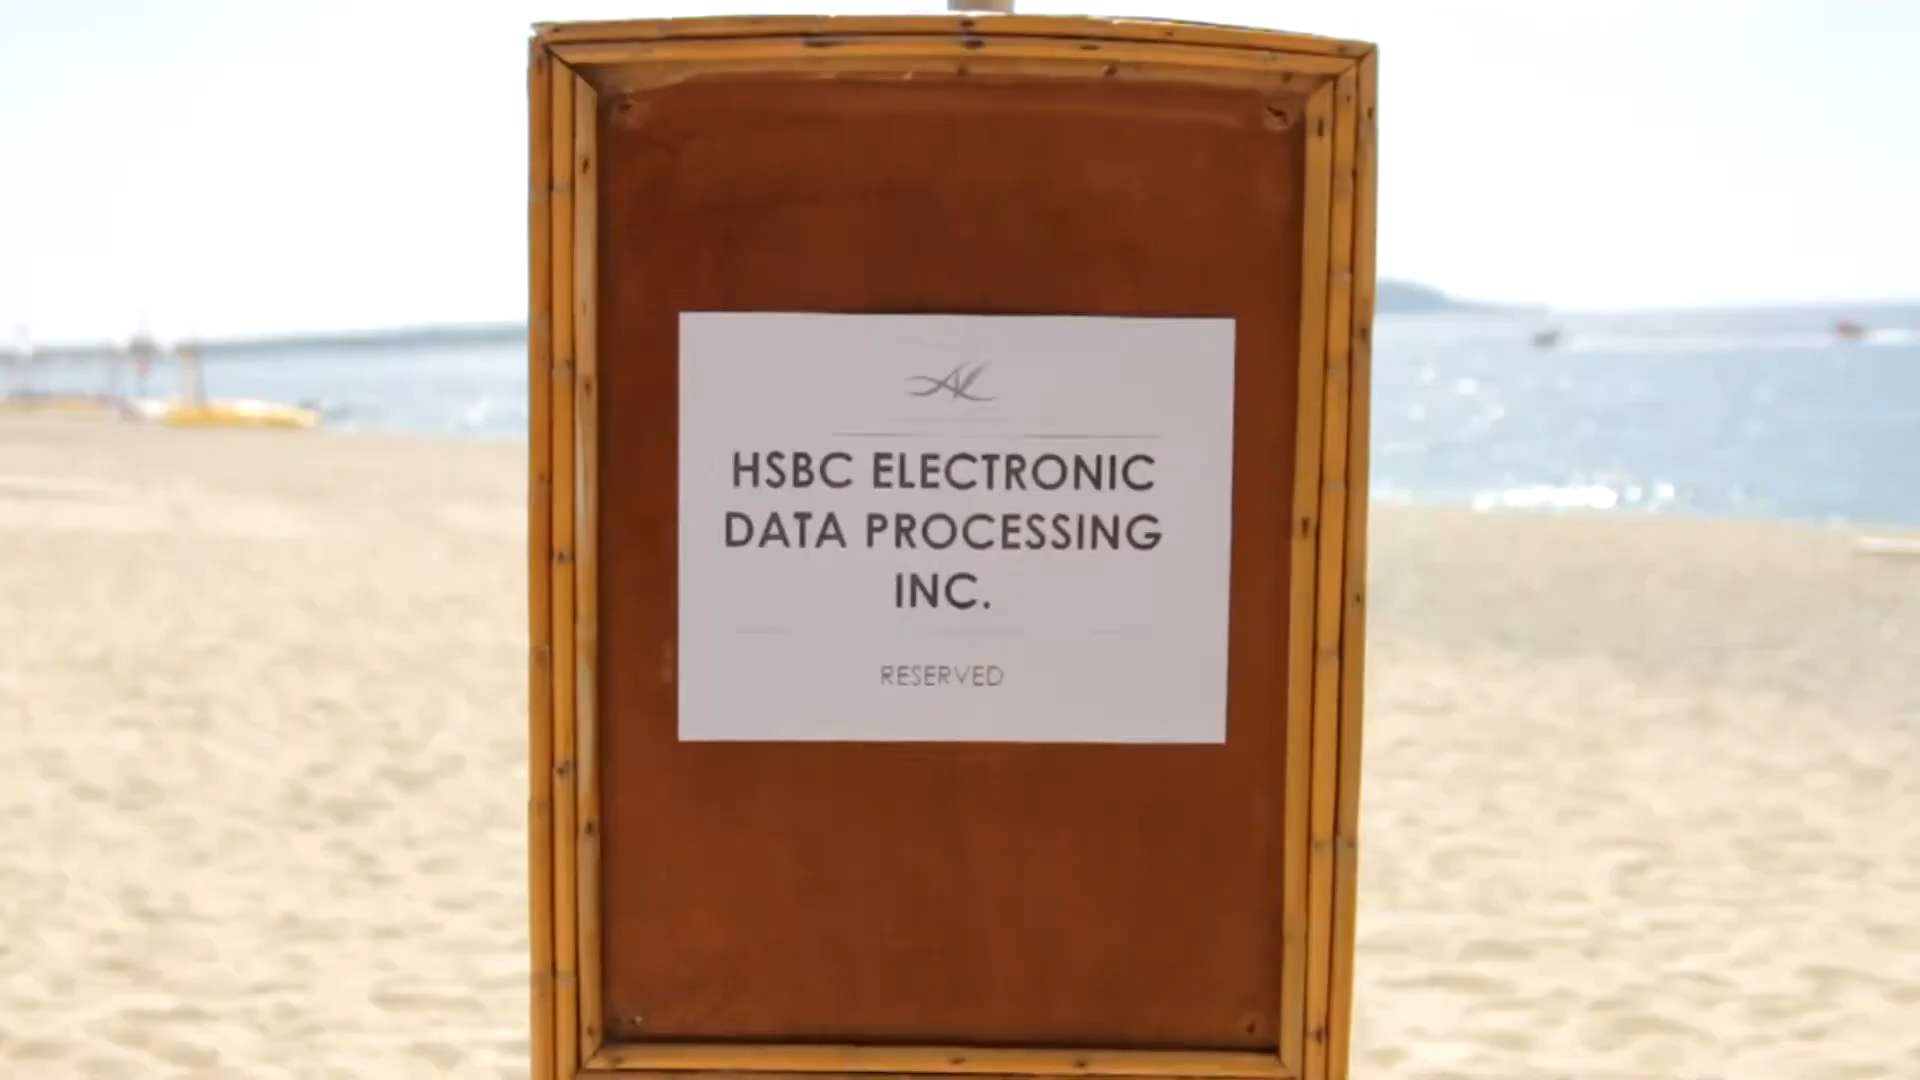 HSBC ELECTRONIC
DATA PROCESSING
INC.
RESERVED